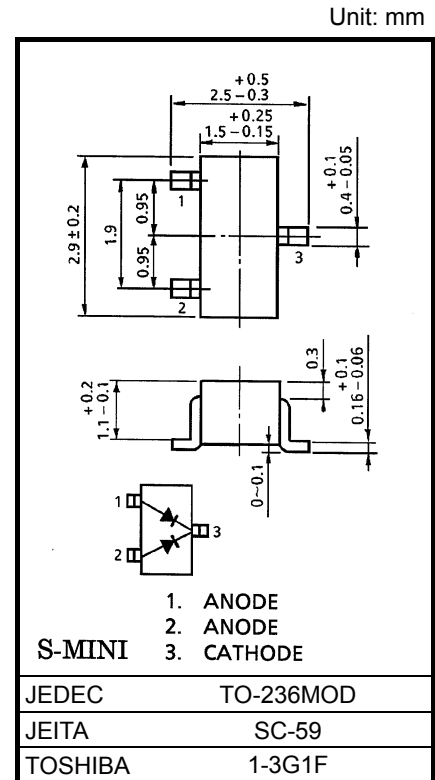 Unit: mm
+0.5
2.5 – 0.3
+0.25
1.5 – 0.15
2.9 ± 0.2
1.9
0.95
0.95
+0.1
0.4 – 0.05
1
2
3
+0.2
1.1 – 0.1
0.3
+0.1
0.16 – 0.06
0~0.1
1
2
3
1. ANODE
2. ANODE
S-MINI 3. CATHODE
JEDEC TO-236MOD
JEITA SC-59
TOSHIBA 1-3G1F